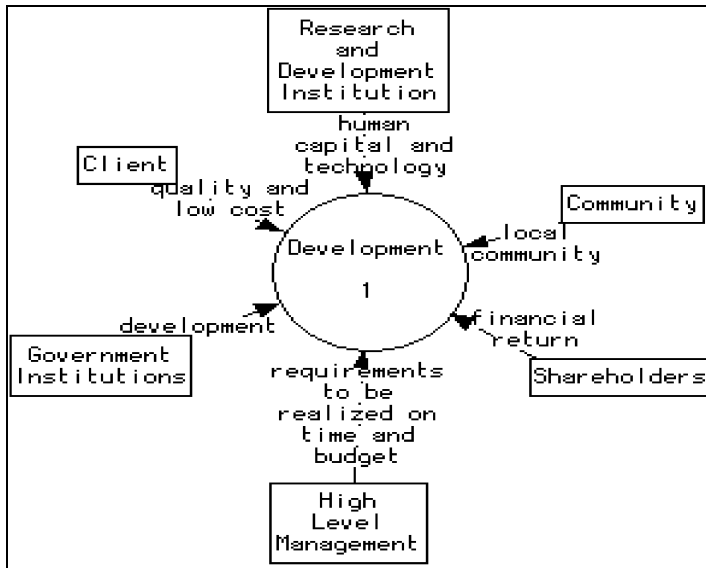 Research
and
Development
Institution
human
capital and
technology
Client
quality and
low cost
Community
local
community
Development
1
development
Government
Institutions
financial
return
Shareholders
requirements
to be
realized on
time and
budget
High
Level
Management